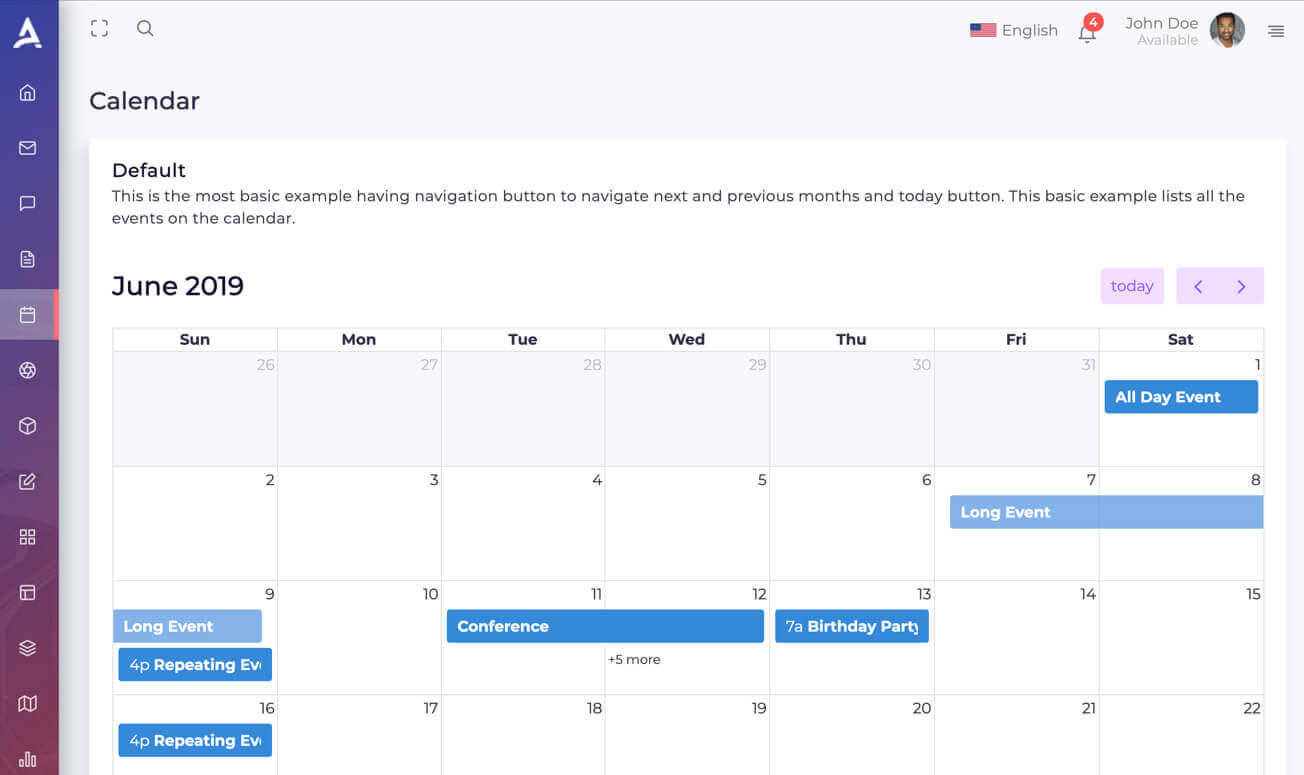 English
4
John Doe
Available
Calendar
Default
This is the most basic example having navigation button to navigate next and previous months and today button. This basic example lists all the
events on the calendar.
June 2019
today
Sun Mon Tue Wed Thu Fri Sat
26 27 28 29 30 31 1
All Day Event
2 3 4 5 6 7 8
Long Event
9 10 11 12 13 14 15
Long Event Conference 7a Birthday Party
4p Repeating Ev
+5 more
16 17 18 19 20 21 22
4p Repeating Ev